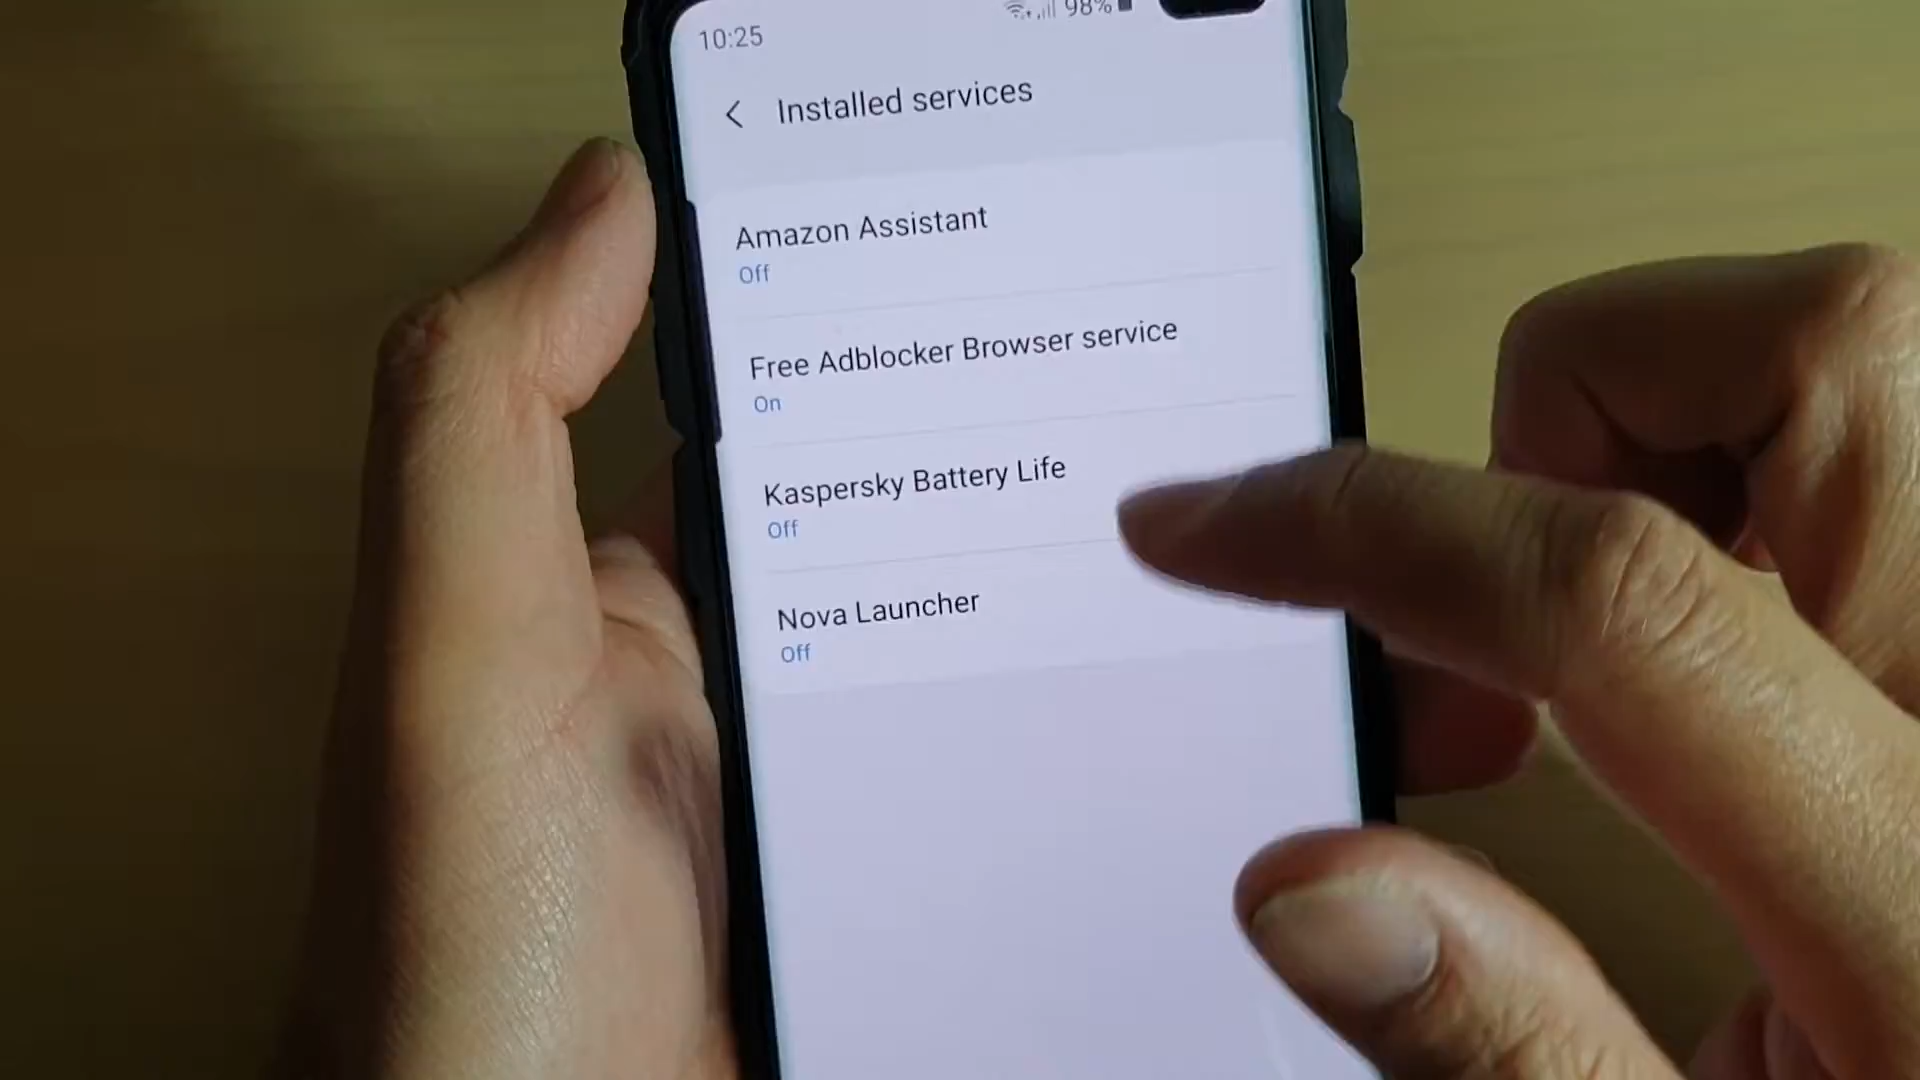 10:25
98%
Installed services
Amazon Assistant
Off
Free Adblocker Browser service
On
Kaspersky Battery Life
Off
Nova Launcher
Off